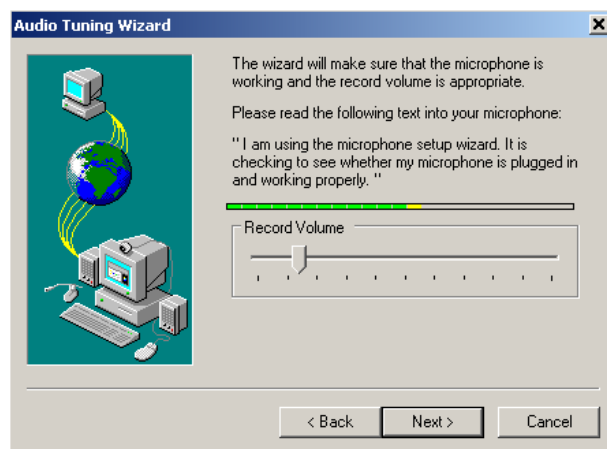 Audio Tuning Wizard
The wizard will make sure that the microphone is
working and the record volume is appropriate.
Please read the following text into your microphone:
" I am using the microphone setup wizard. It is
checking to see whether my microphone is plugged in
and working properly. "
Record Volume
< Back
Next >
Cancel